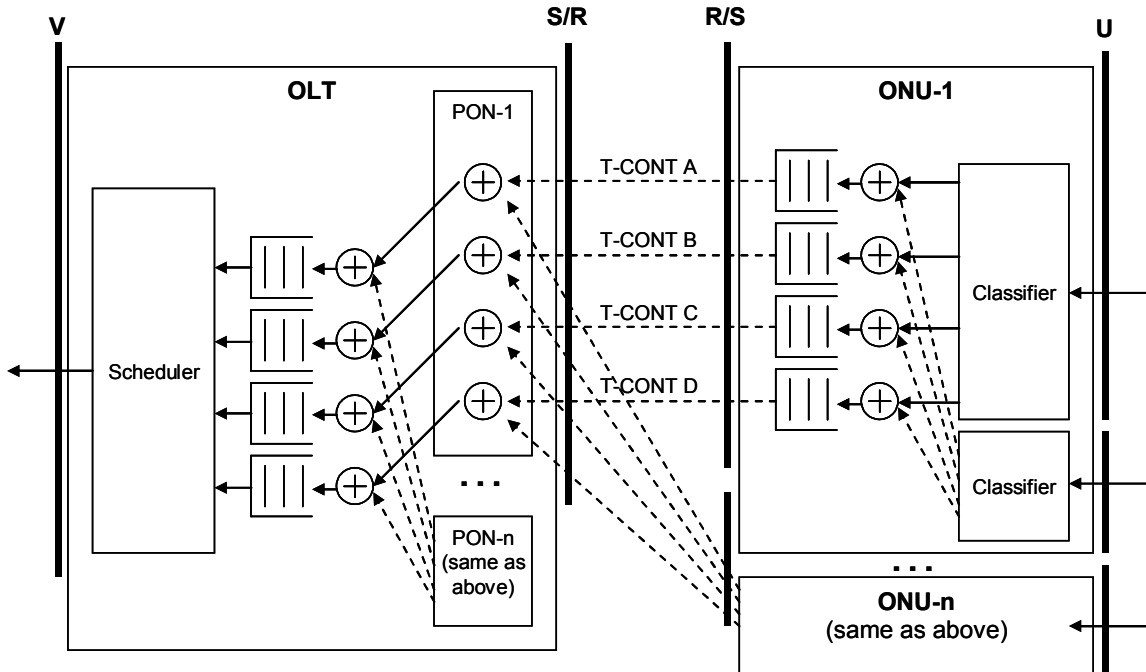 V
S/R
R/S
U
OLT
ONU-1
PON-1
T-CONT A
T-CONT B
Classifier
T-CONT C
Scheduler
T-CONT D
Classifier
...
PON-n
(same as
above)
...
ONU-n
(same as above)